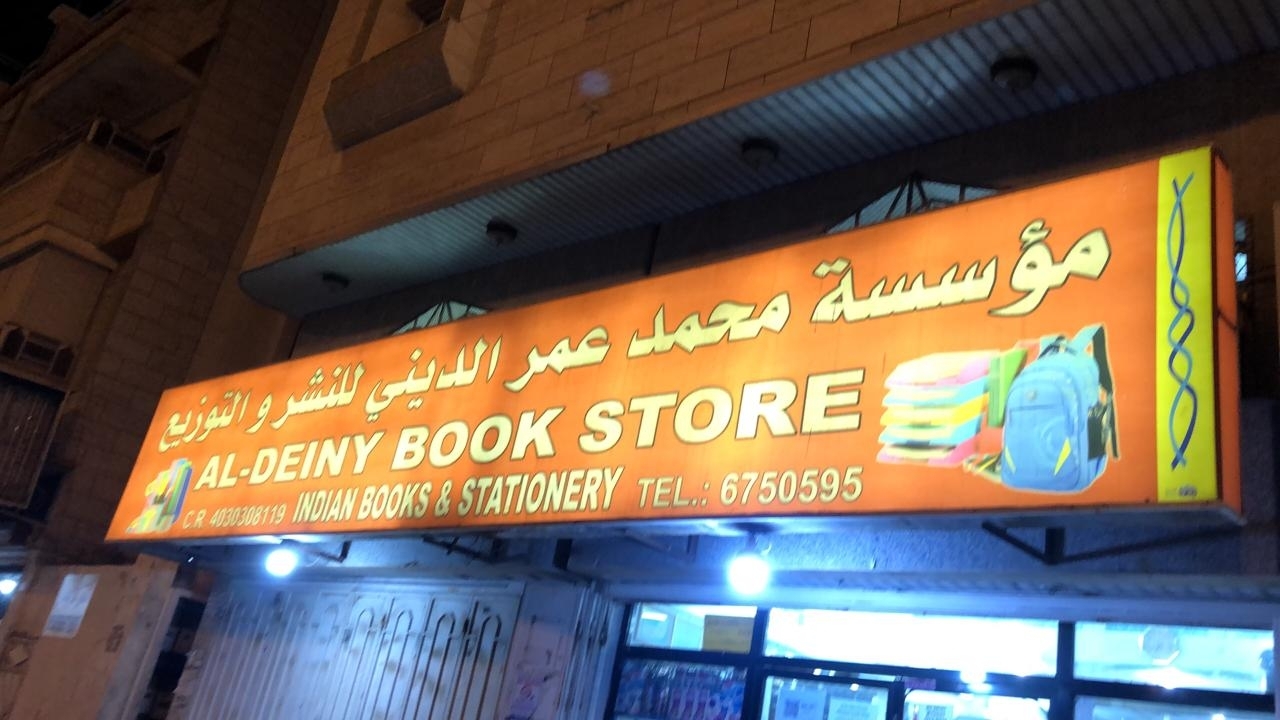 مؤسسة محمد عمر الديني للنشر و التوزيع
AL-DEINY BOOK STORE
C.R. 4030308119 INDIAN BOOKS & STATIONERY TEL.: 6750595